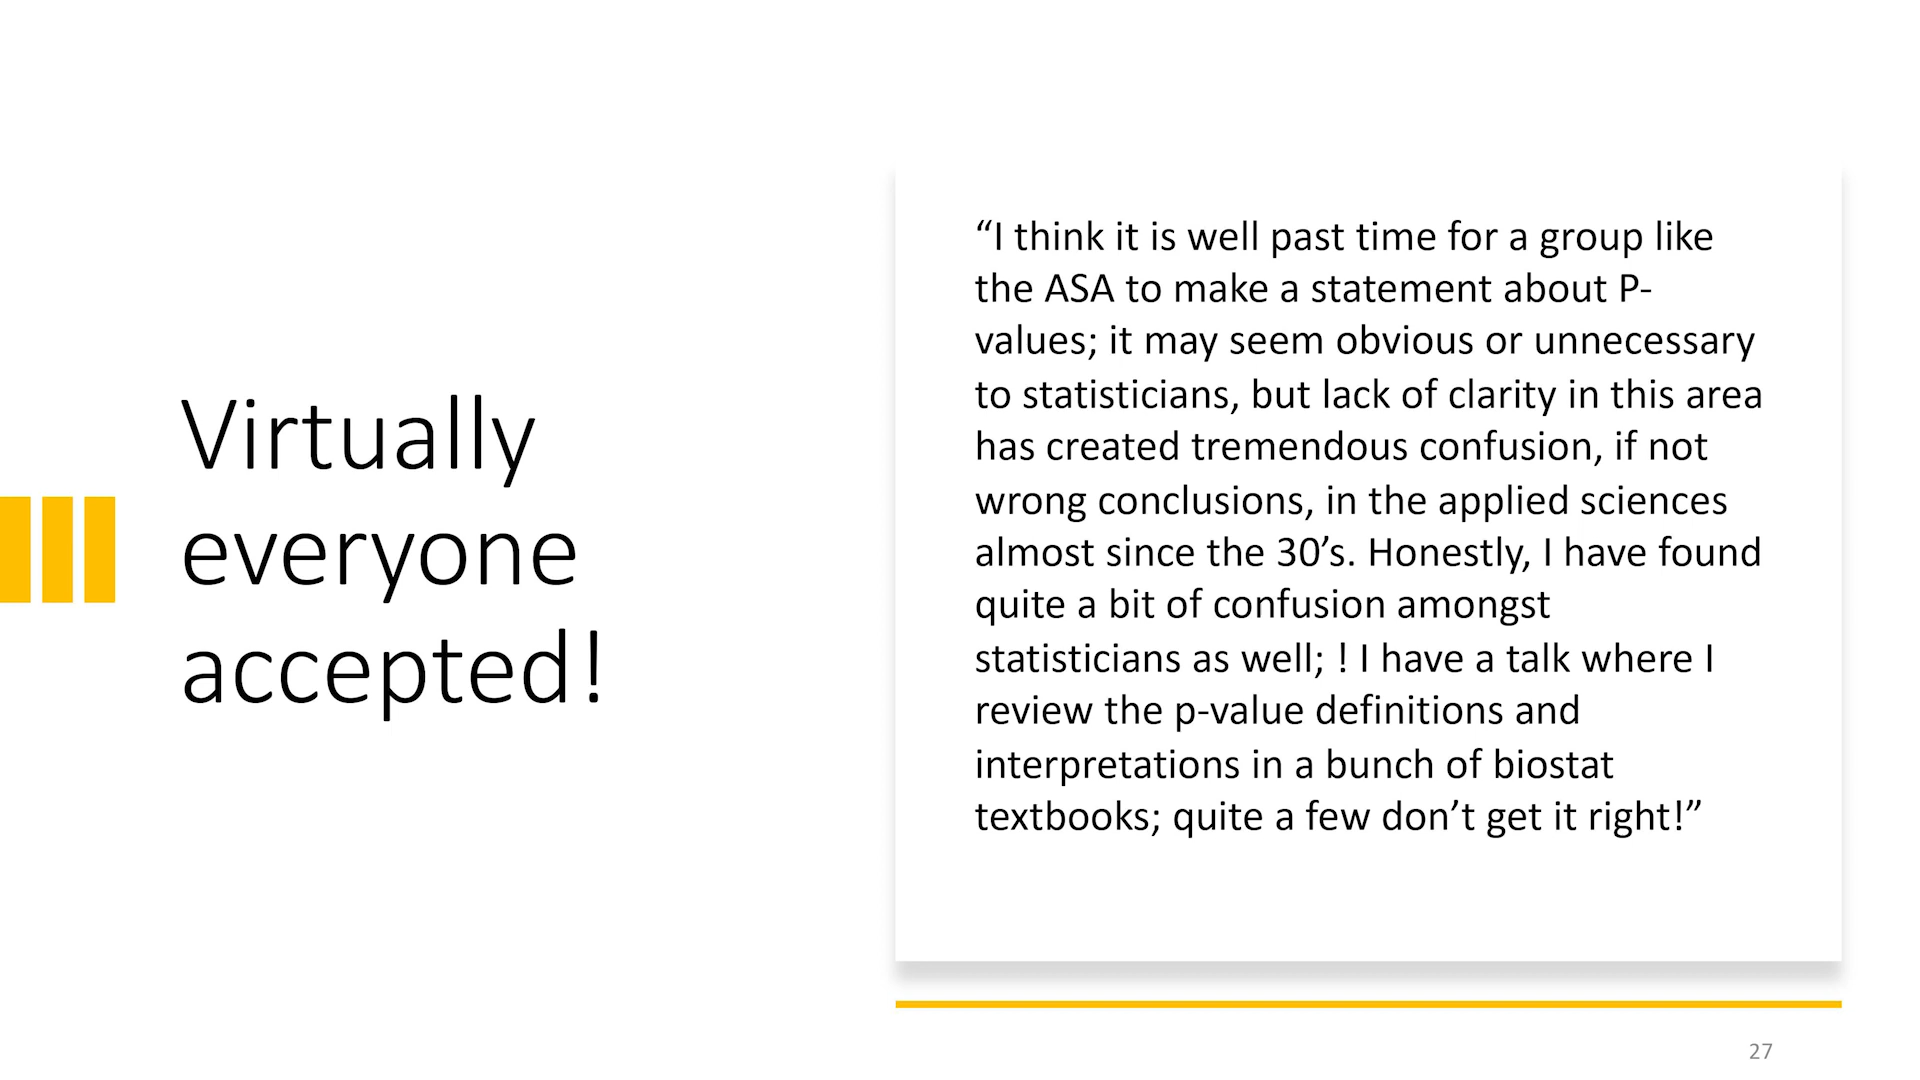 Virtually
everyone
accepted!
“I think it is well past time for a group like
the ASA to make a statement about P-
values; it may seem obvious or unnecessary
to statisticians, but lack of clarity in this area
has created tremendous confusion, if not
wrong conclusions, in the applied sciences
almost since the 30’s. Honestly, I have found
quite a bit of confusion amongst
statisticians as well; ! I have a talk where I
review the p-value definitions and
interpretations in a bunch of biostat
textbooks; quite a few don’t get it right!”
27